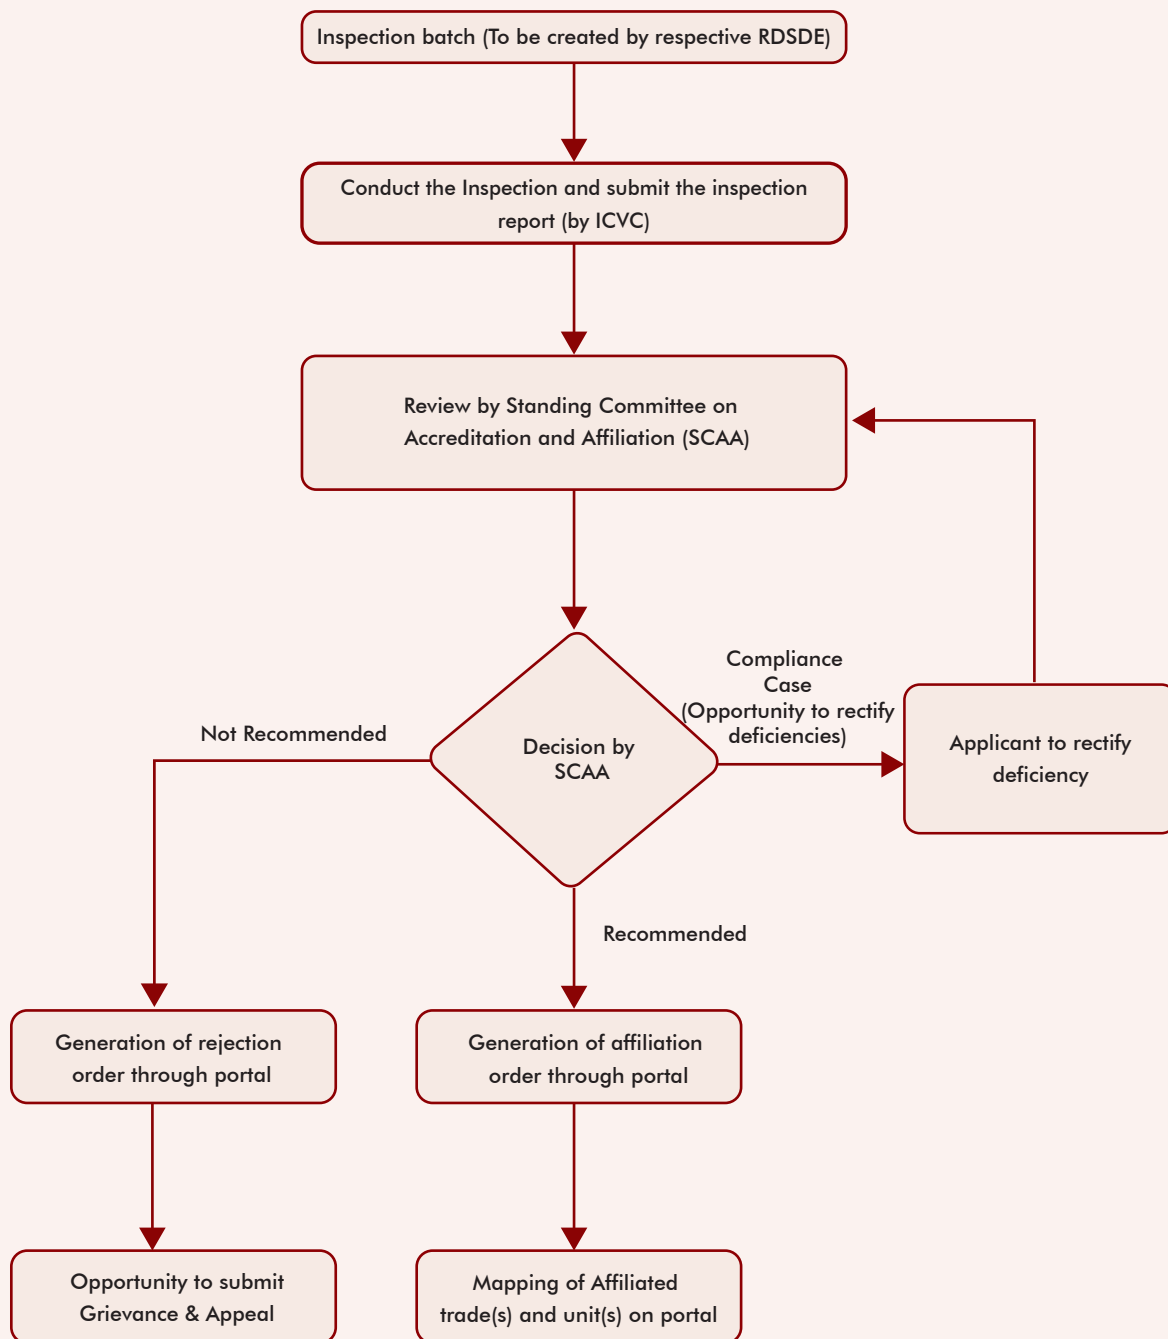 Inspection batch (To be created by respective RDSDE)
Conduct the Inspection and submit the inspection
report (by ICVC)
Review by Standing Committee on
Accreditation and Affiliation (SCAA)
Compliance
Case
(Opportunity to rectify
deficiencies)
Not Recommended
Decision by
SCAA
Applicant to rectify
deficiency
Recommended
Generation of rejection
order through portal
Generation of affiliation
order through portal
Opportunity to submit
Grievance & Appeal
Mapping of Affiliated
trade(s) and unit(s) on portal